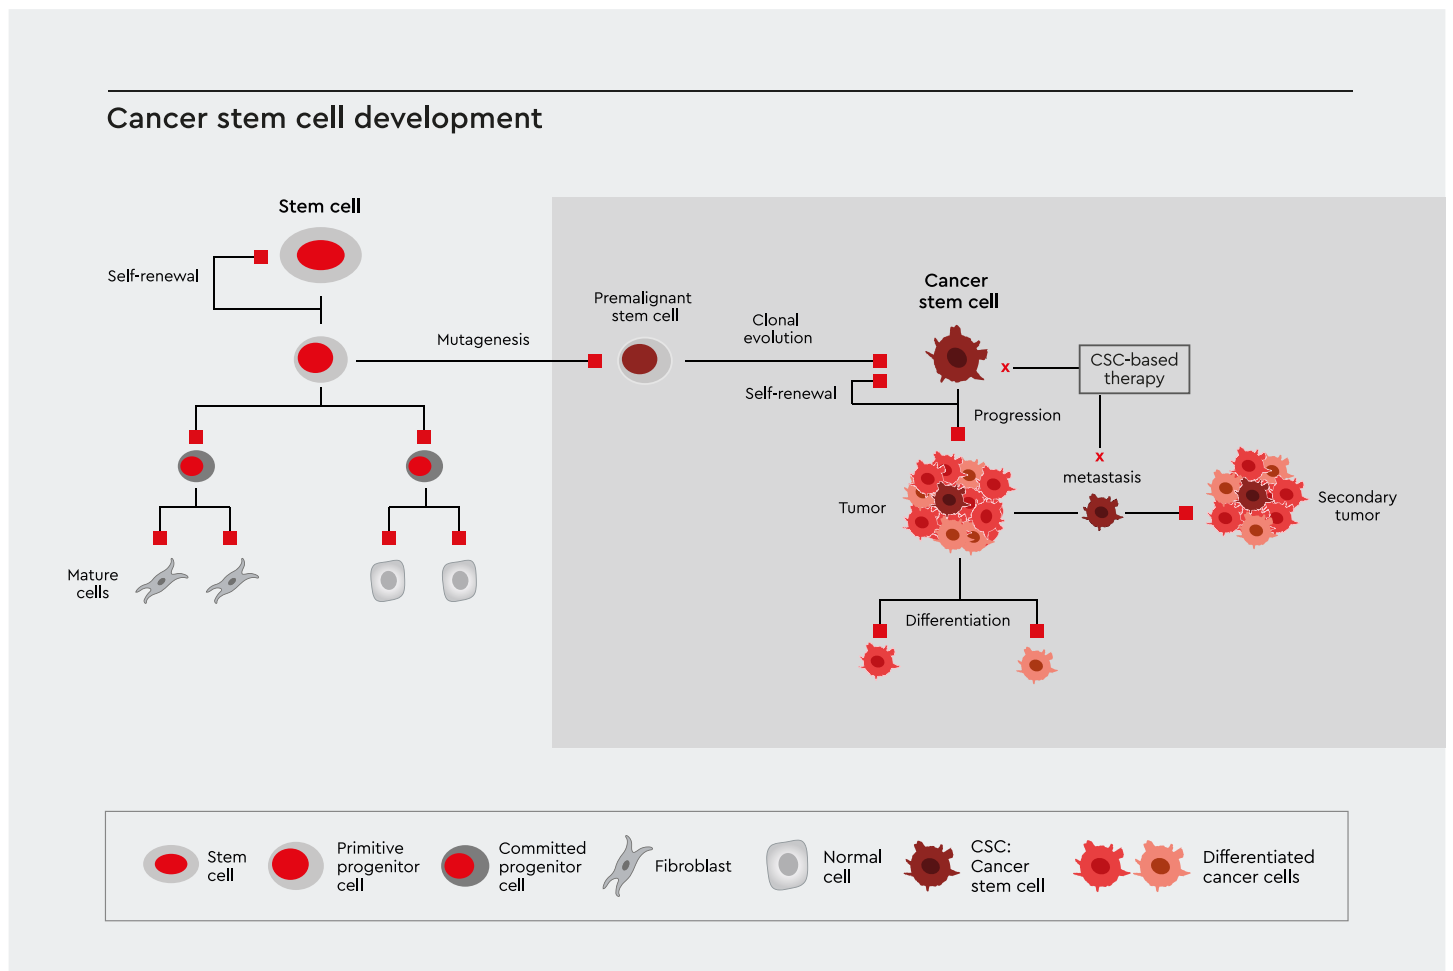 Cancer stem cell development
Stem cell
Self-renewal
Mutagenesis
Premalignant
stem cell
Clonal
evolution
Self-renewal
Cancer
stem cell
CSC-based
therapy
Progression
x
x
metastasis
Tumor
Secondary
tumor
Differentiation
Mature
cells
Stem
cell
Primitive
progenitor
cell
Committed
progenitor
cell
Fibroblast
Normal
cell
CSC:
Cancer
stem cell
Differentiated
cancer cells